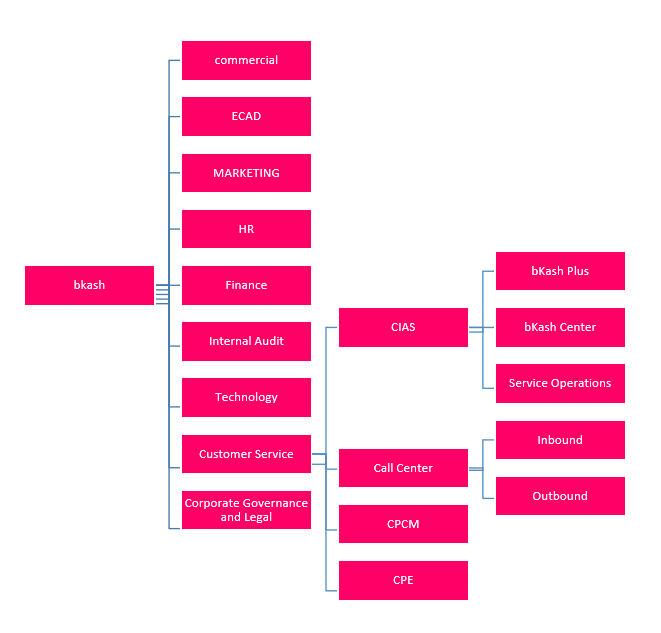 commercial
ECAD
MARKETING
HR
bkash
Finance
Internal Audit
Technology
Customer Service
Corporate Governance
and Legal
CIAS
Call Center
CPCM
CPE
bKash Plus
bKash Center
Service Operations
Inbound
Outbound